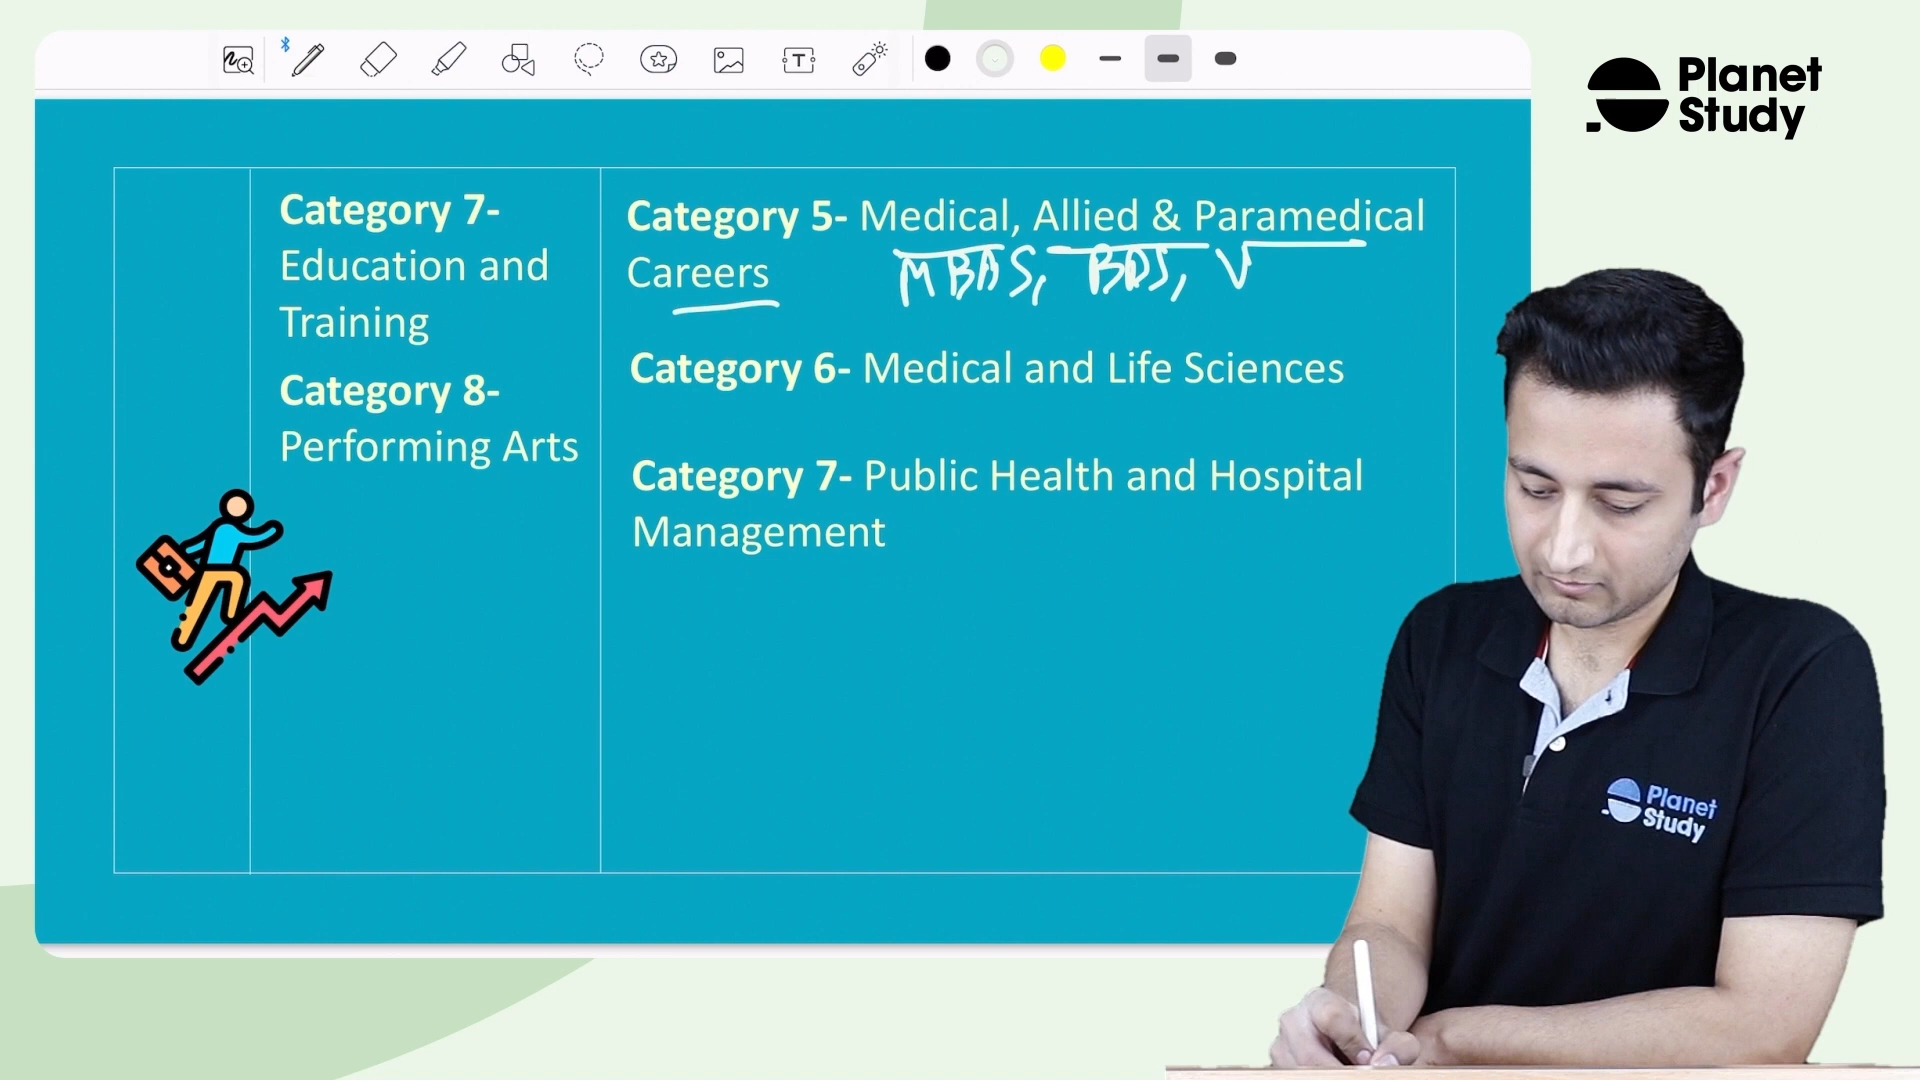 Planet
Study
Category 7-
Education and
Training
Category 8-
Performing Arts
Category 5- Medical, Allied & Paramedical
Careers
MBBS, BDS, V
Category 6- Medical and Life Sciences
Category 7- Public Health and Hospital
Management
Planet
Study